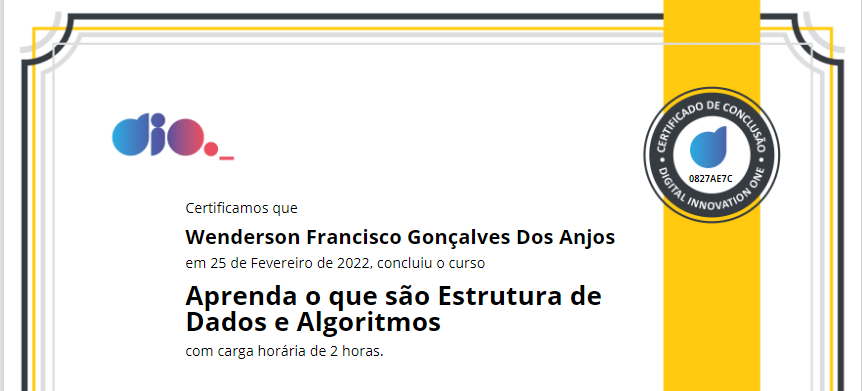 dio._
CERTIFICADO DE CONCLUSÃO
0827AE7C
DIGITAL INNOVATION ONE
Certificamos que
Wenderson Francisco Gonçalves Dos Anjos
em 25 de Fevereiro de 2022, concluiu o curso
Aprenda o que são Estrutura de
Dados e Algoritmos
com carga horária de 2 horas.